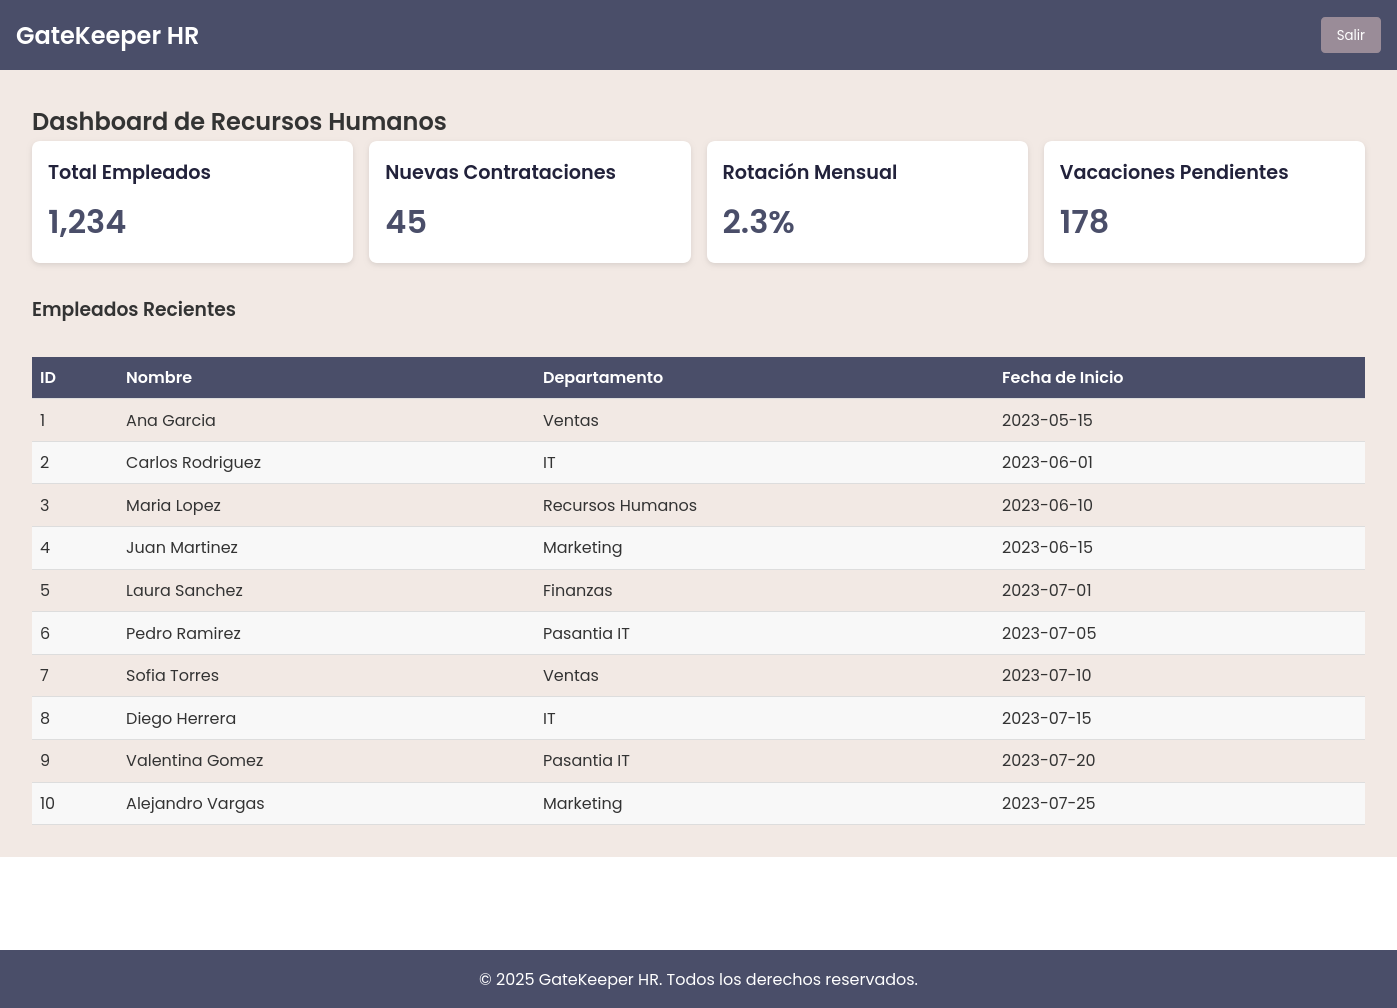 GateKeeper HR
Salir
Dashboard de Recursos Humanos
Total Empleados
1,234
Nuevas Contrataciones
45
Rotación Mensual
2.3%
Vacaciones Pendientes
178
Empleados Recientes
ID Nombre Departamento Fecha de Inicio
1 Ana Garcia Ventas 2023-05-15
2 Carlos Rodriguez IT 2023-06-01
3 Maria Lopez Recursos Humanos 2023-06-10
4 Juan Martinez Marketing 2023-06-15
5 Laura Sanchez Finanzas 2023-07-01
6 Pedro Ramirez Pasantia IT 2023-07-05
7 Sofia Torres Ventas 2023-07-10
8 Diego Herrera IT 2023-07-15
9 Valentina Gomez Pasantia IT 2023-07-20
10 Alejandro Vargas Marketing 2023-07-25
© 2025 GateKeeper HR. Todos los derechos reservados.